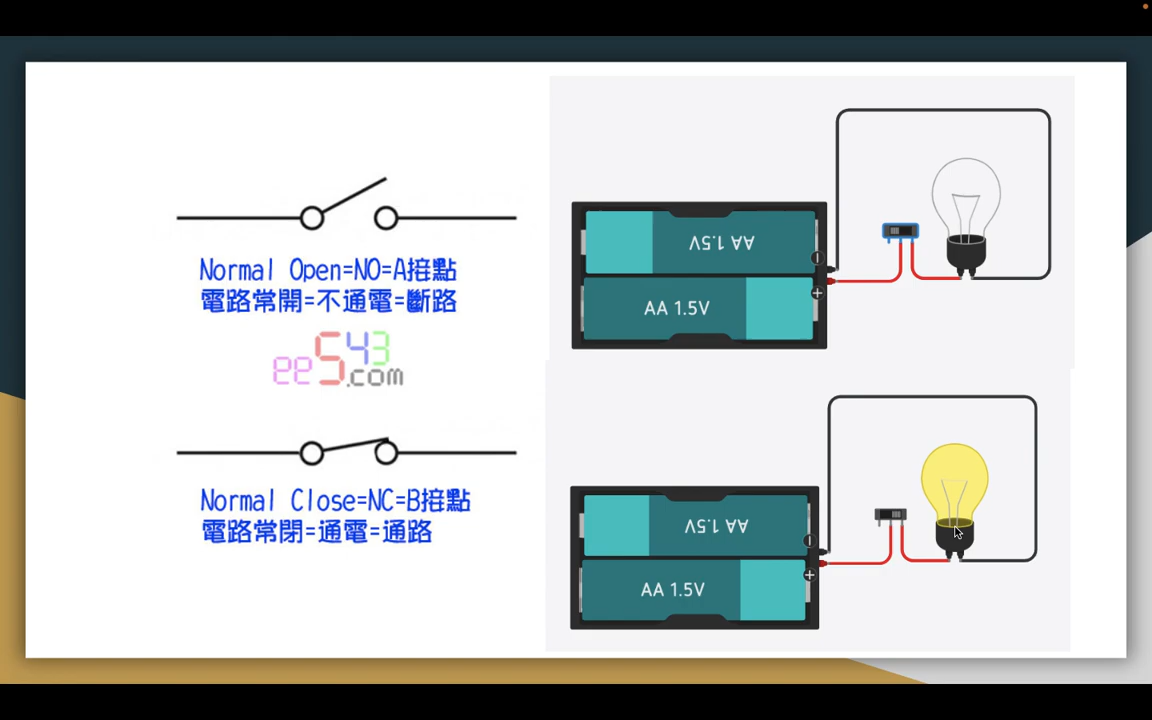 Normal Open=NO=A接點
電路常開=不通電=斷路
ee543.com
Normal Close=NC=B接點
電路常閉=通電=通路
AA 1.5V
AA 1.5V
AA 1.5V
AA 1.5V